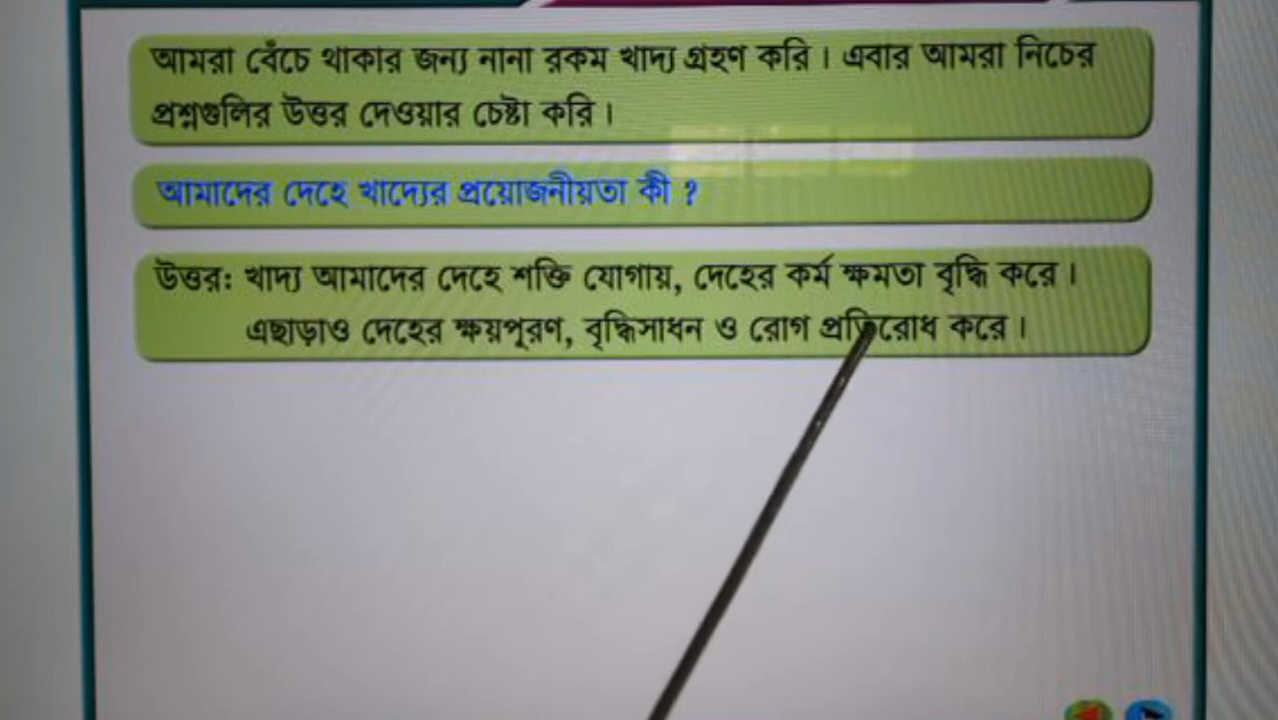 আমরা বেঁচে থাকার জন্য নানা রকম খাদ্য গ্রহণ করি । এবার আমরা নিচের
প্রশ্নগুলির উত্তর দেওয়ার চেষ্টা করি ।
আমাদের দেহে খাদ্যের প্রয়োজনীয়তা কী ?
উত্তর: খাদ্য আমাদের দেহে শক্তি যোগায়, দেহের কর্ম ক্ষমতা বৃদ্ধি করে ।
এছাড়াও দেহের ক্ষয়পূরণ, বৃদ্ধিসাধন ও রোগ প্রতিরোধ করে ।